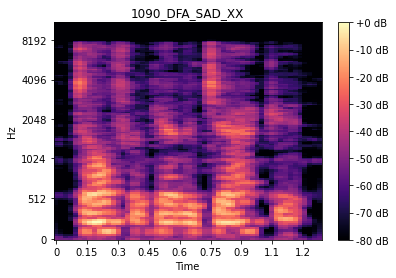 1090_DFA_SAD_XX
+0 dB
8192
-10 dB
4096
-20 dB
-30 dB
2048
Hz
-40 dB
1024
-50 dB
512
-60 dB
-70 dB
0
-80 dB
0 0.15 0.3 0.45 0.6 0.75 0.9 1.1 1.2
Time